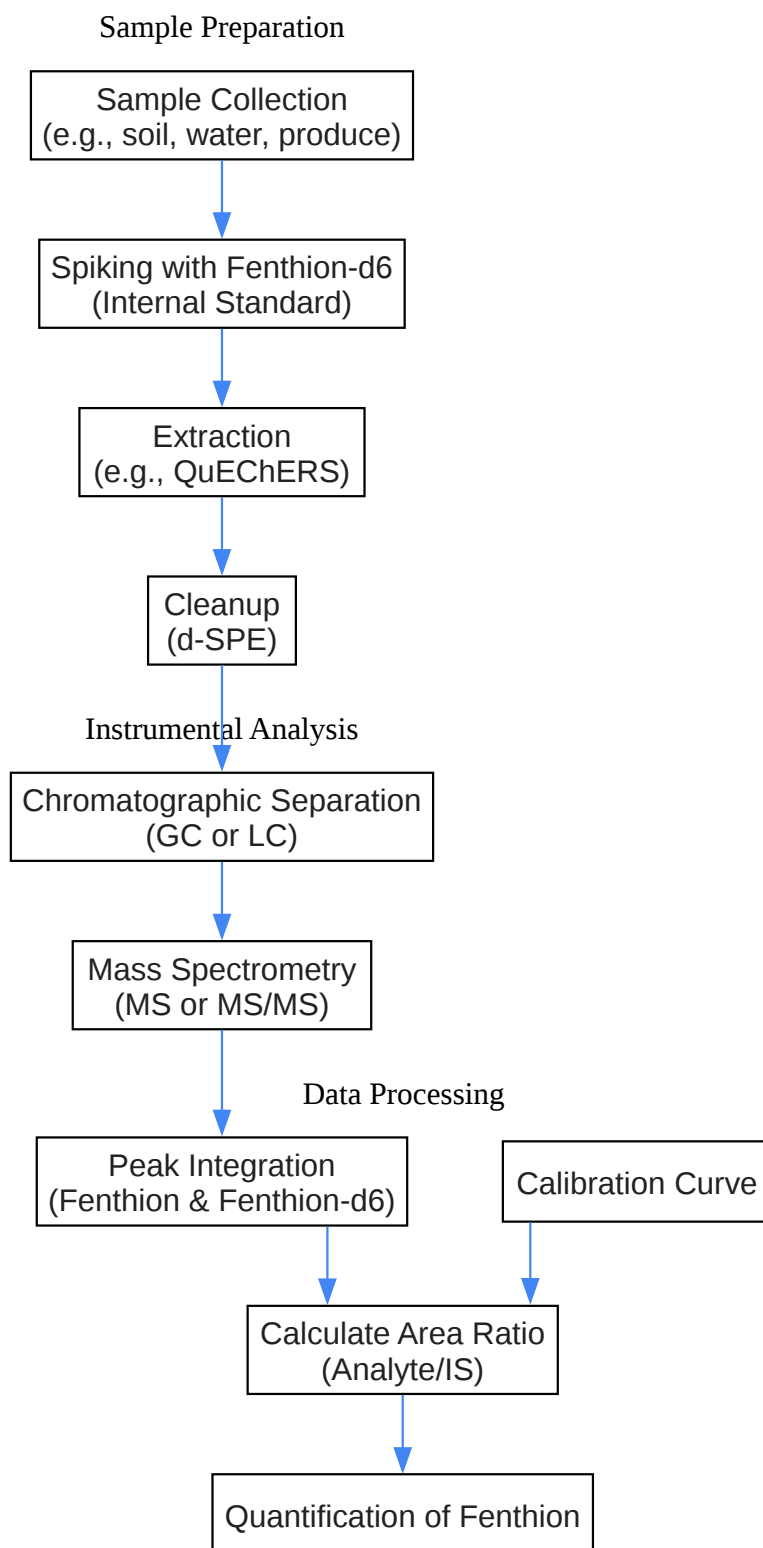 Sample Preparation
Sample Collection
(e.g., soil, water, produce)
Spiking with Fenthion-d6
(Internal Standard)
Extraction
(e.g., QuEChERS)
Cleanup
(d-SPE)
Instrumental Analysis
Chromatographic Separation
(GC or LC)
Mass Spectrometry
(MS or MS/MS)
Data Processing
Peak Integration
(Fenthion & Fenthion-d6)
Calibration Curve
Calculate Area Ratio
(Analyte/IS)
Quantification of Fenthion